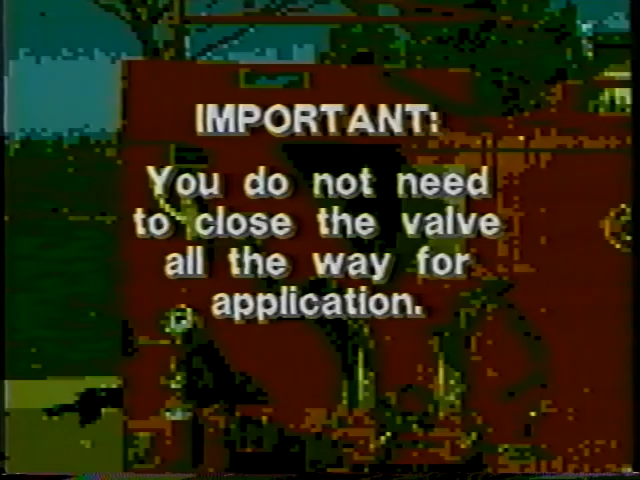 IMPORTANT:
You do not need
to close the valve
all the way for
application.